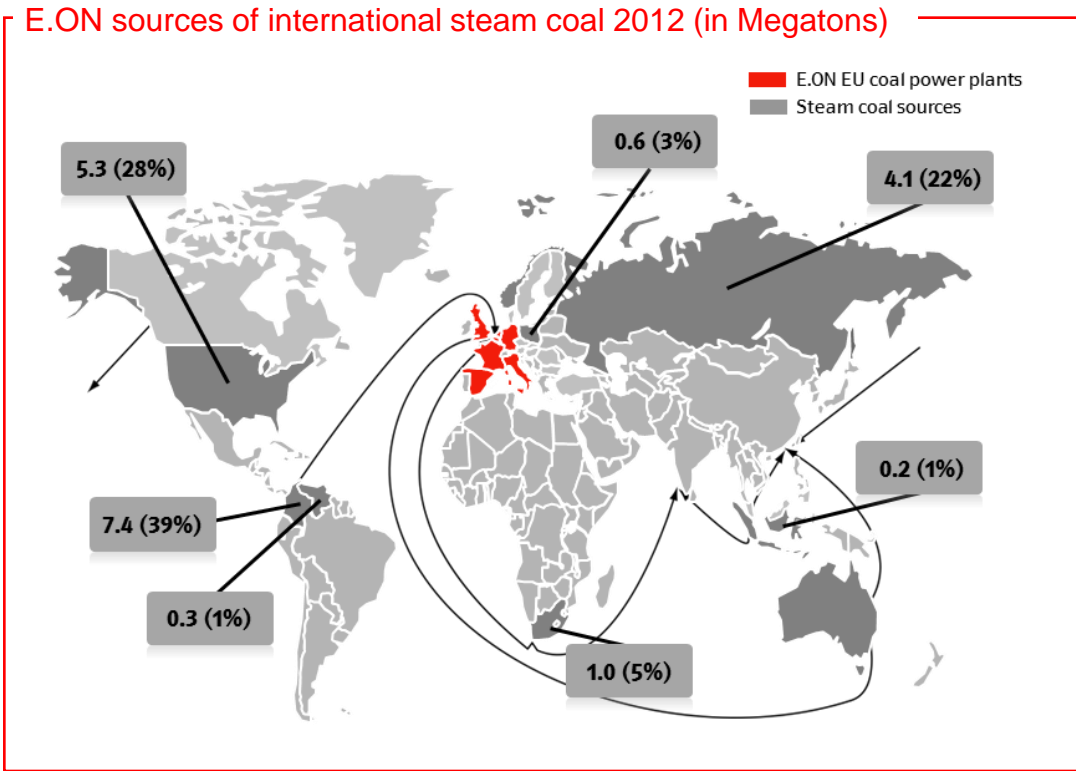 E.ON sources of international steam coal 2012 (in Megatons)
E.ON EU coal power plants
Steam coal sources
0.6 (3%)
5.3 (28%)
4.1 (22%)
0.2 (1%)
7.4 (39%)
0.3 (1%)
1.0 (5%)